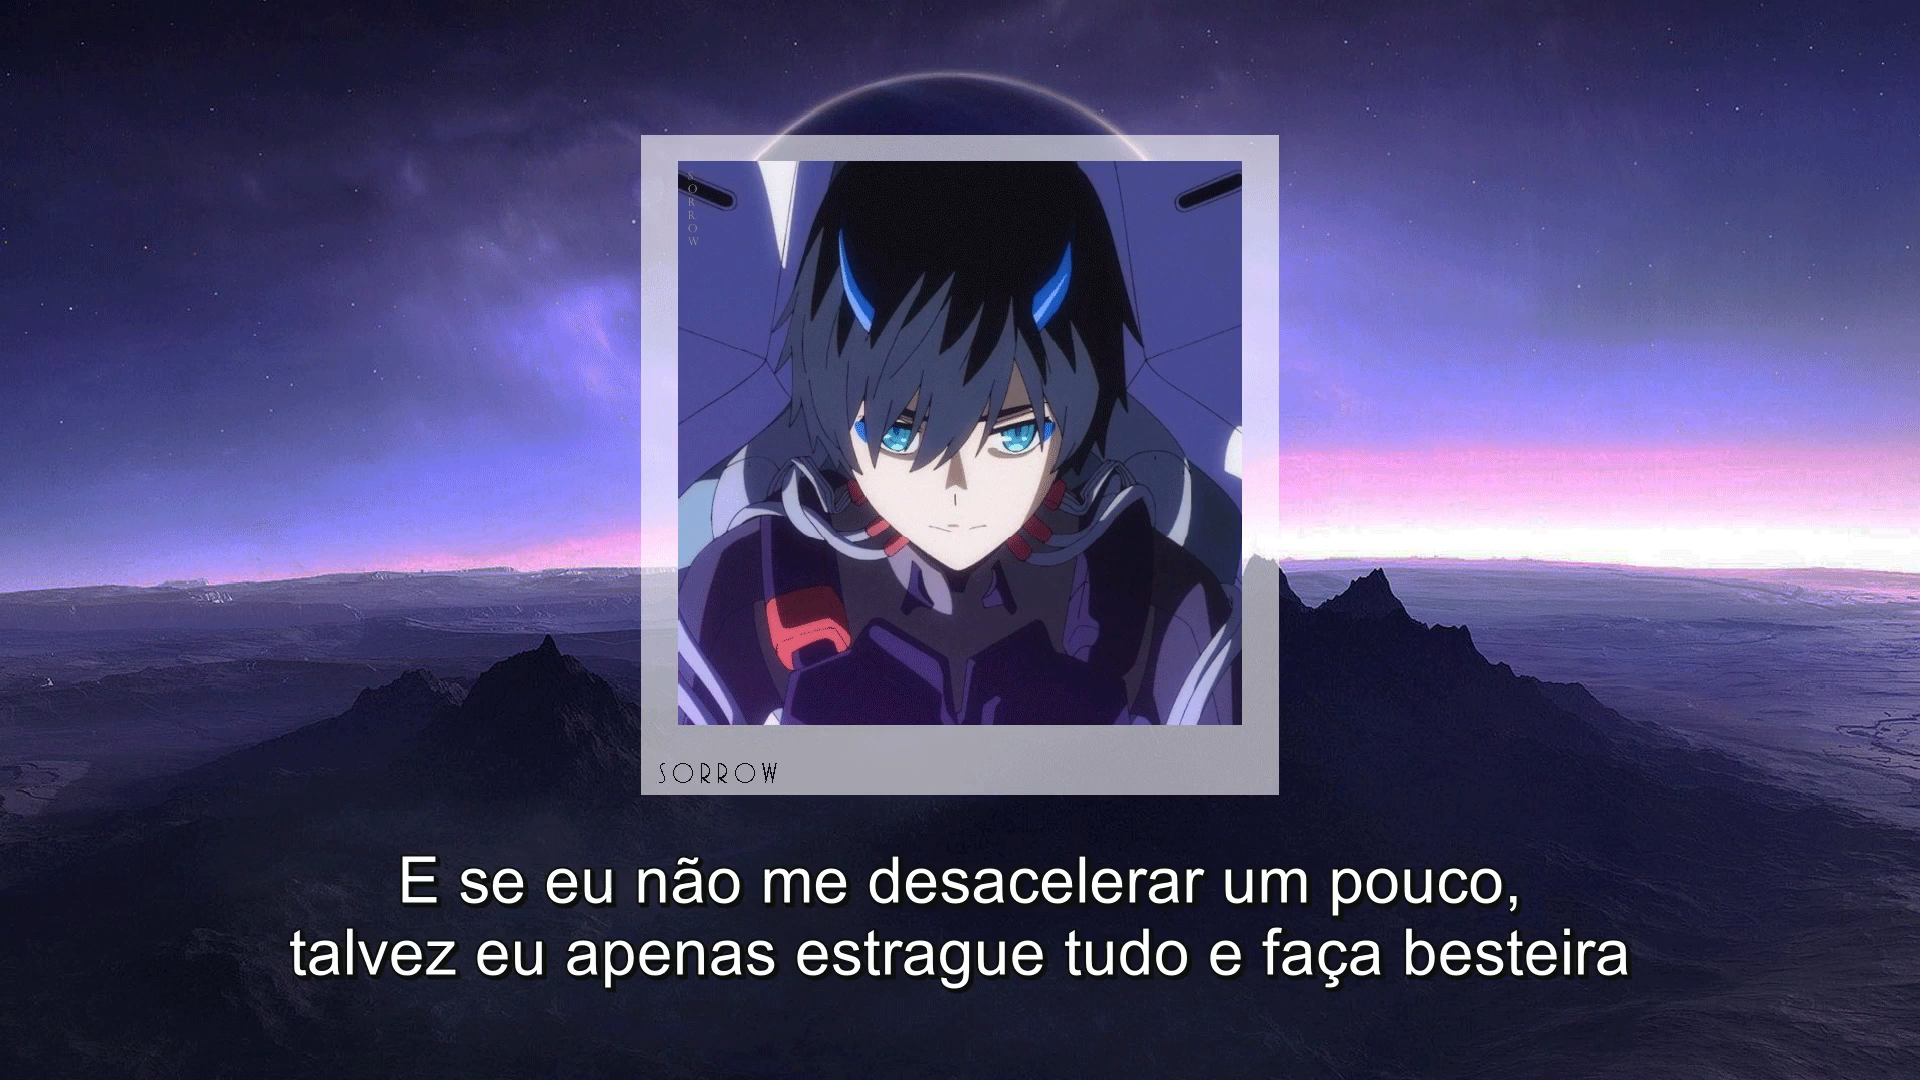 SORROW
SORROW
E se eu não me desacelerar um pouco,
talvez eu apenas estrague tudo e faça besteira